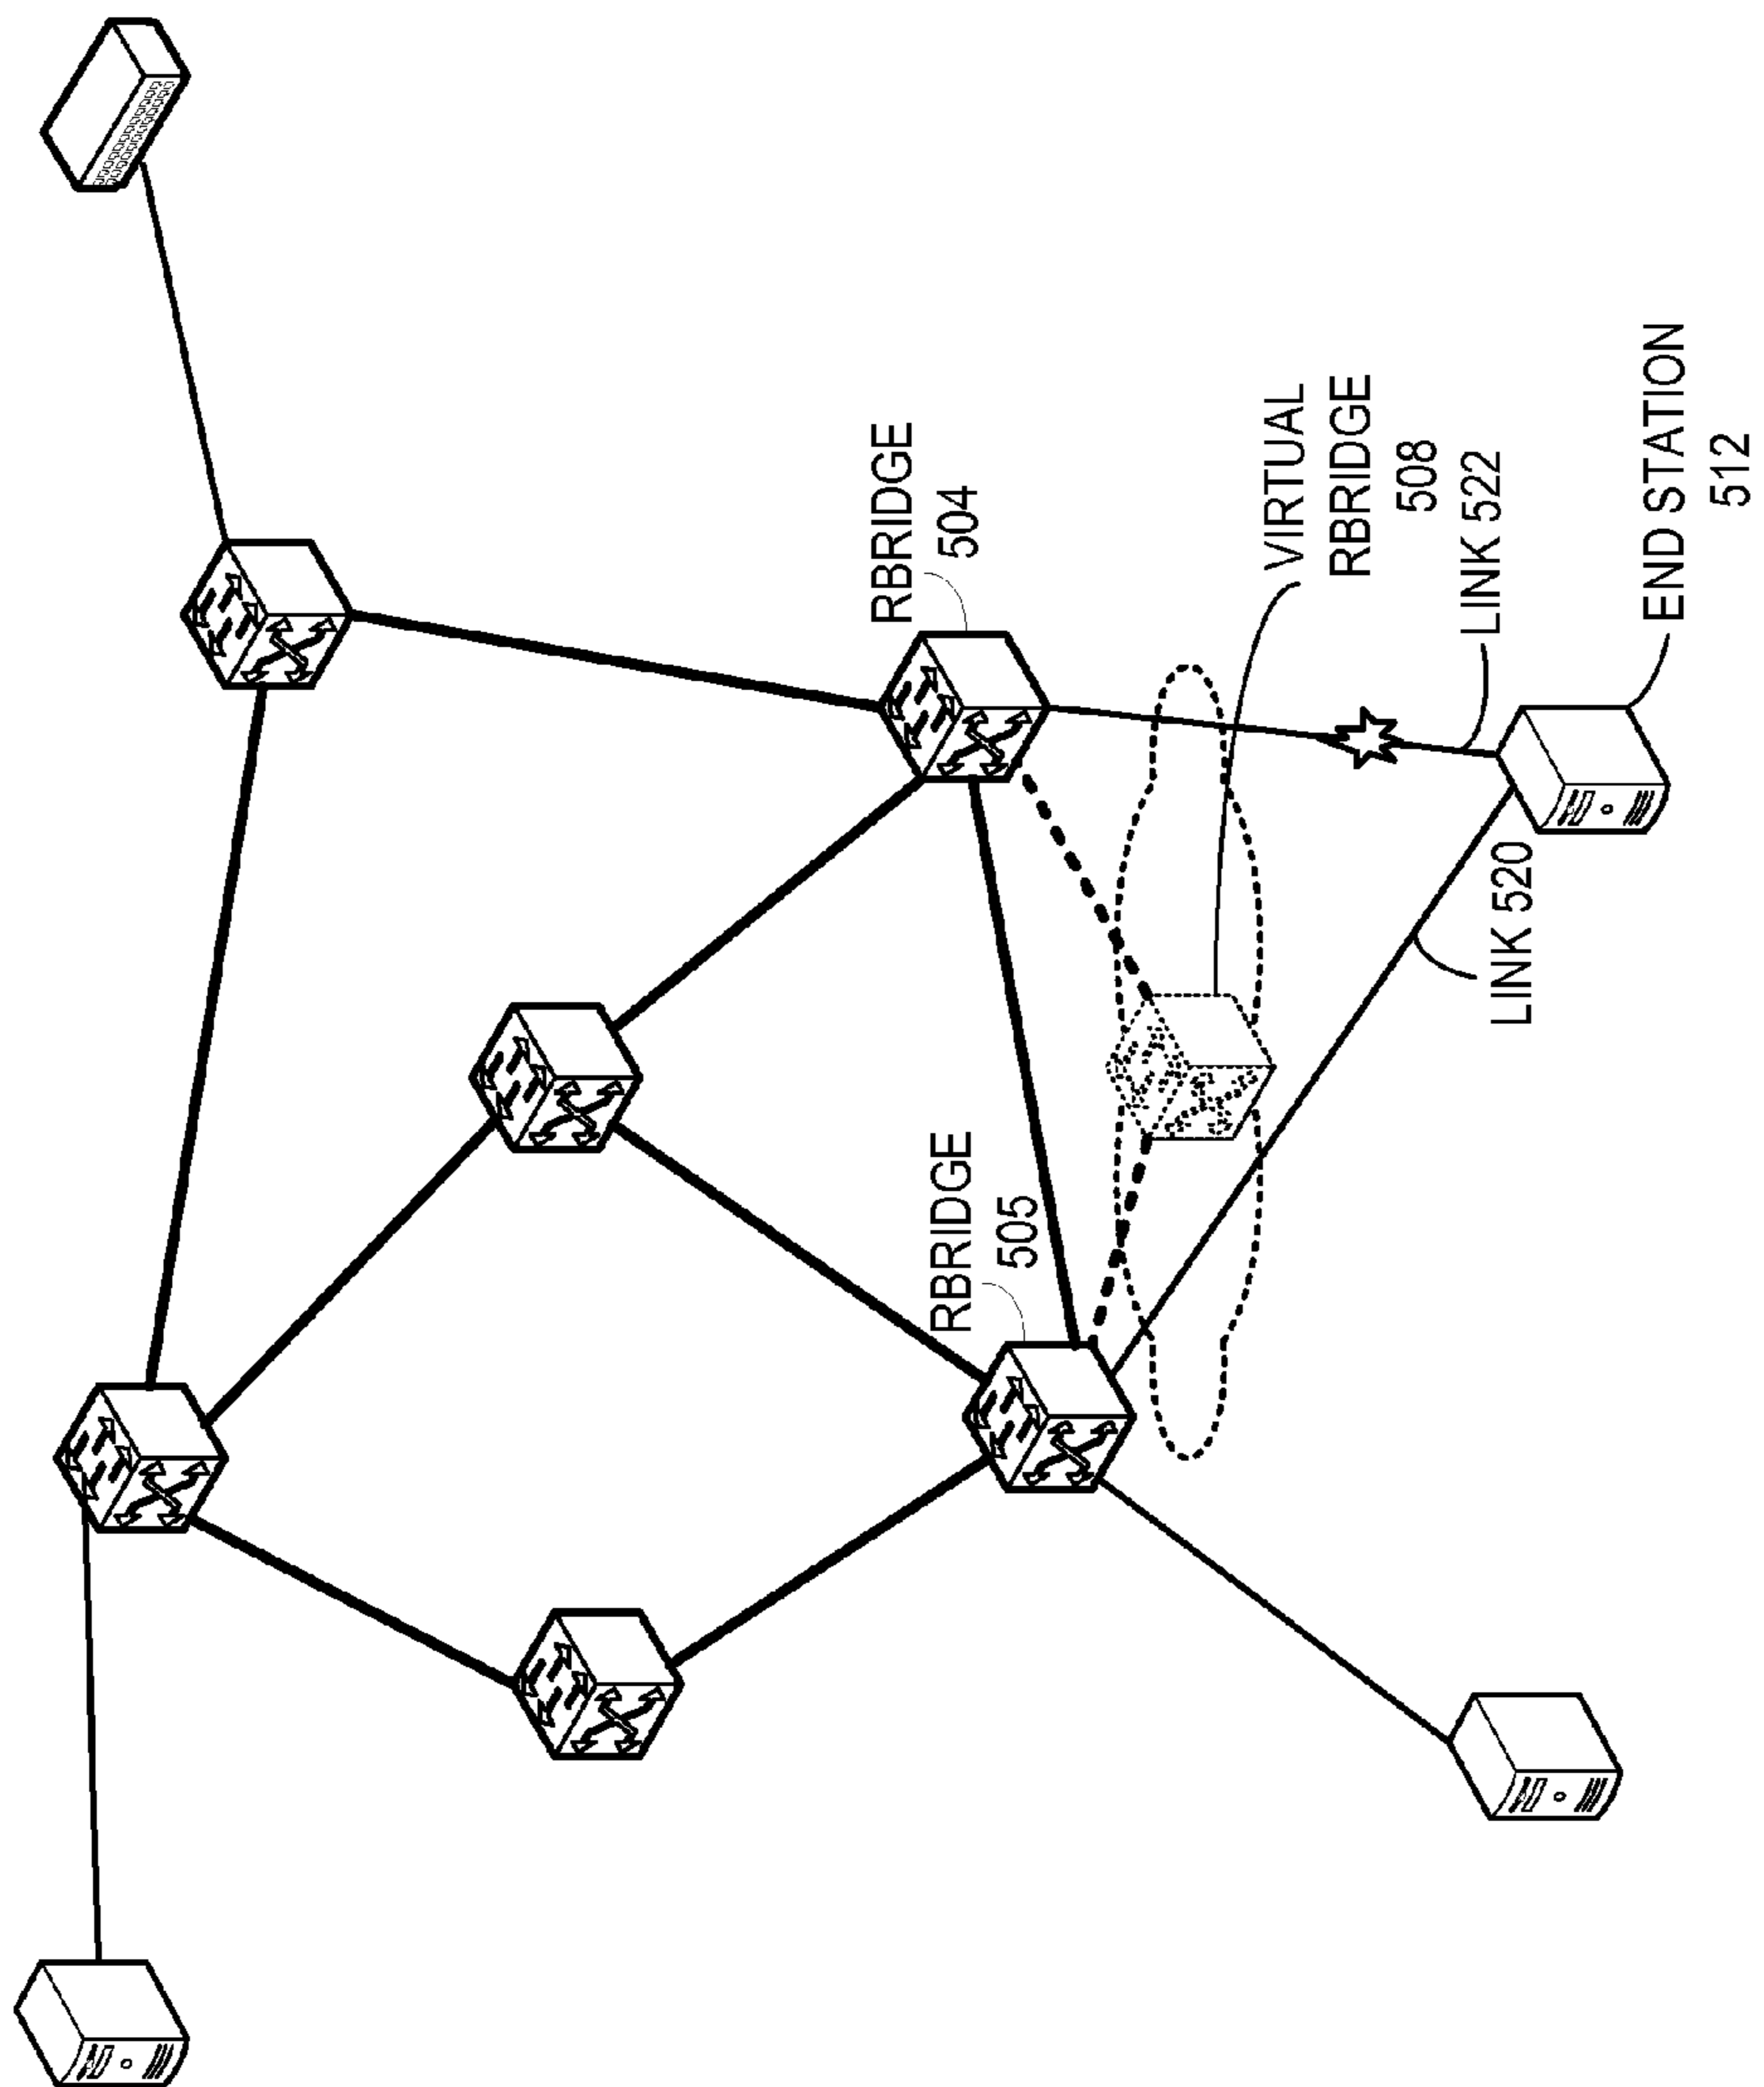 RBRIDGE
504
RBRIDGE
505
VIRTUAL
RBRIDGE
508
LINK 522
LINK 520
END STATION
512